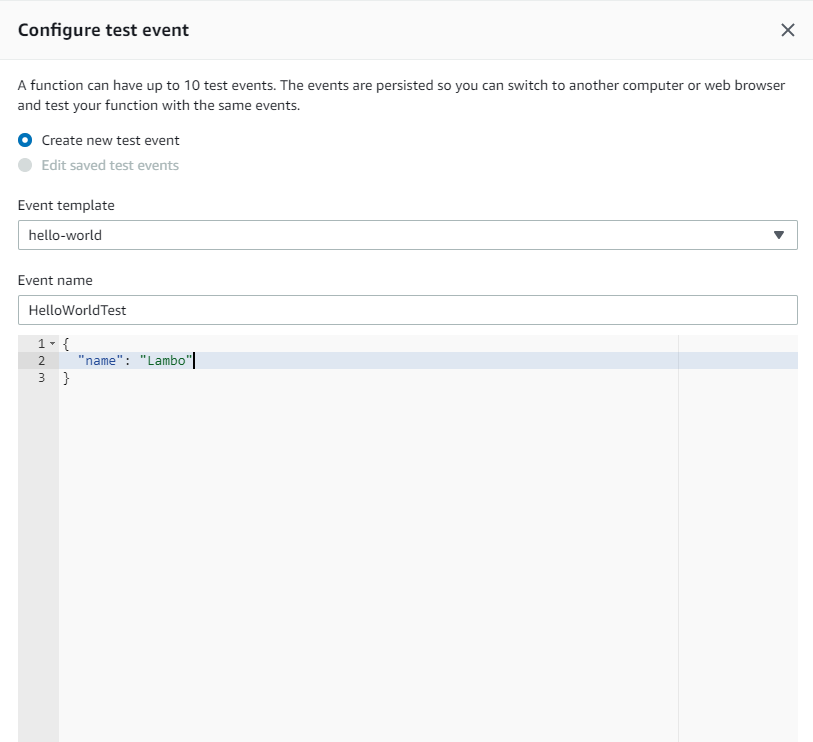 Configure test event
A function can have up to 10 test events. The events are persisted so you can switch to another computer or web browser
and test your function with the same events.
Create new test event
Edit saved test events
Event template
hello-world
Event name
HelloWorldTest
1 {
2 "name": "Lambo"
3 }